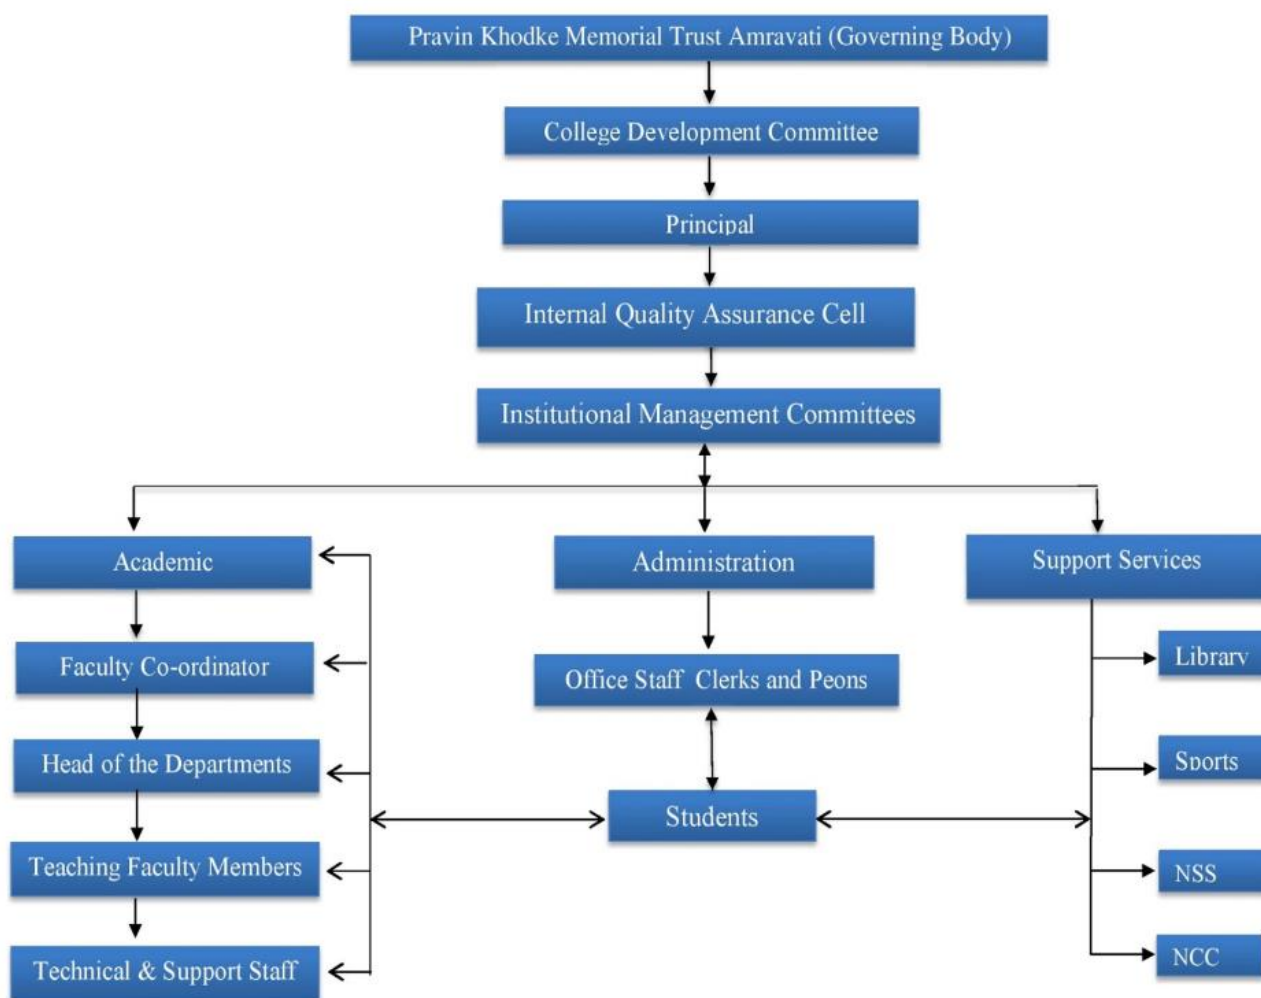 Pravin Khodke Memorial Trust Amravati (Governing Body)
College Development Committee
Principal
Internal Quality Assurance Cell
Institutional Management Committees
Academic
Administration
Support Services
Faculty Co-ordinator
Office Staff Clerks and Peons
Library
Head of the Departments
Sports
Students
Teaching Faculty Members
NSS
Technical & Support Staff
NCC